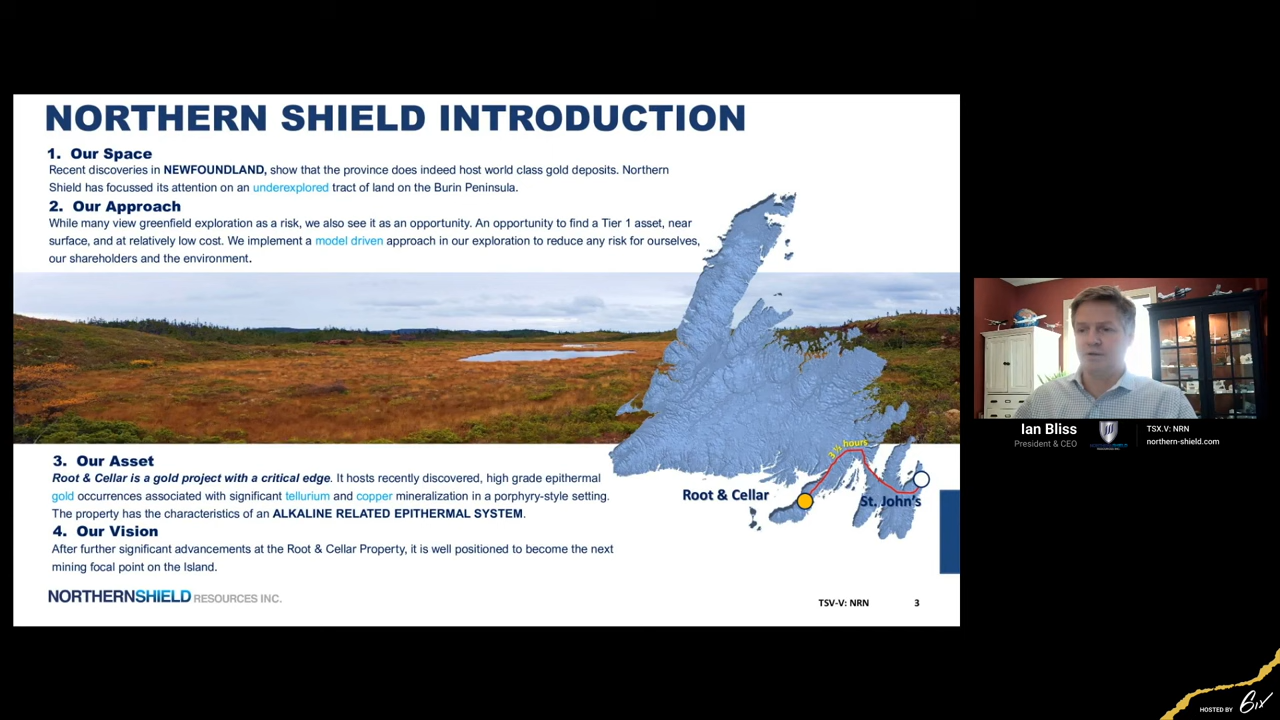 NORTHERN SHIELD INTRODUCTION
1. Our Space
Recent discoveries in NEWFOUNDLAND, show that the province does indeed host world class gold deposits. Northern
Shield has focussed its attention on an underexplored tract of land on the Burin Peninsula.
2. Our Approach
While many view greenfield exploration as a risk, we also see it as an opportunity. An opportunity to find a Tier 1 asset, near
surface, and at relatively low cost. We implement a model driven approach in our exploration to reduce any risk for ourselves,
our shareholders and the environment.
3. Our Asset
Root & Cellar is a gold project with a critical edge. It hosts recently discovered, high grade epithermal
gold occurrences associated with significant tellurium and copper mineralization in a porphyry-style setting.
The property has the characteristics of an ALKALINE RELATED EPITHERMAL SYSTEM.
4. Our Vision
After further significant advancements at the Root & Cellar Property, it is well positioned to become the next
mining focal point on the Island.
3 ½ hours
Root & Cellar
St. John's
NORTHERNSHIELD RESOURCES INC.
TSV-V: NRN
3
Ian Bliss
President & CEO
TSX.V: NRN
northern-shield.com
HOSTED BY 6ix